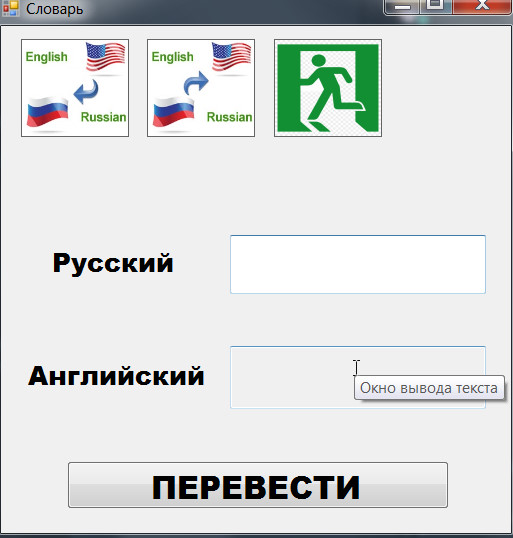 Словарь
English
Russian
English
Russian
Русский
Английский
Окно вывода текста
ПЕРЕВЕСТИ